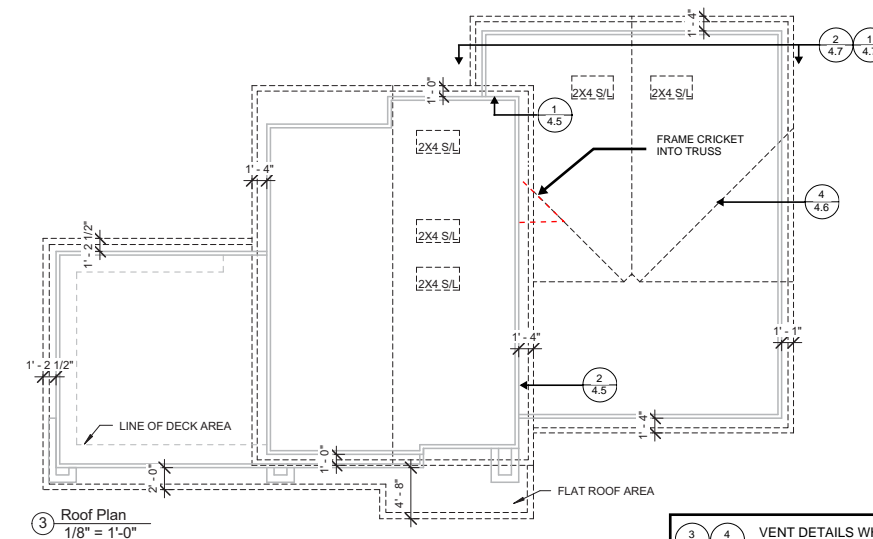 1' - 4"
2
4.7
1
4.7
2X4 S/L
2X4 S/L
1' - 0"
1
4.5
2X4 S/L
FRAME CRICKET
INTO TRUSS
1' - 4"
4
4.6
1' - 2 1/2"
2X4 S/L
2X4 S/L
1' - 4"
1' - 1"
1' - 2 1/2"
2
4.5
LINE OF DECK AREA
1' - 4"
1' - 0"
2' - 0"
4' - 8"
FLAT ROOF AREA
3
Roof Plan
1/8" = 1'-0"
3
4
VENT DETAILS